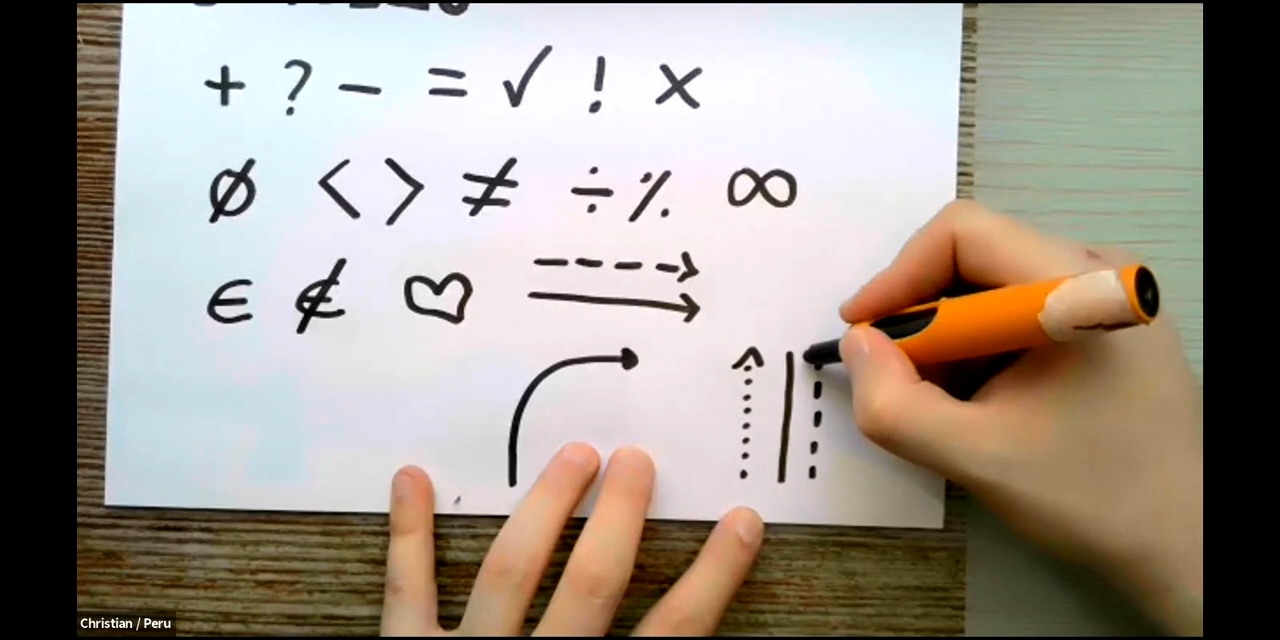 + ? - = ✓ ! ×
Ø < > ≠ ÷ ٪ ∞
∈ ∉ ♡ ⇢ →
Christian / Peru